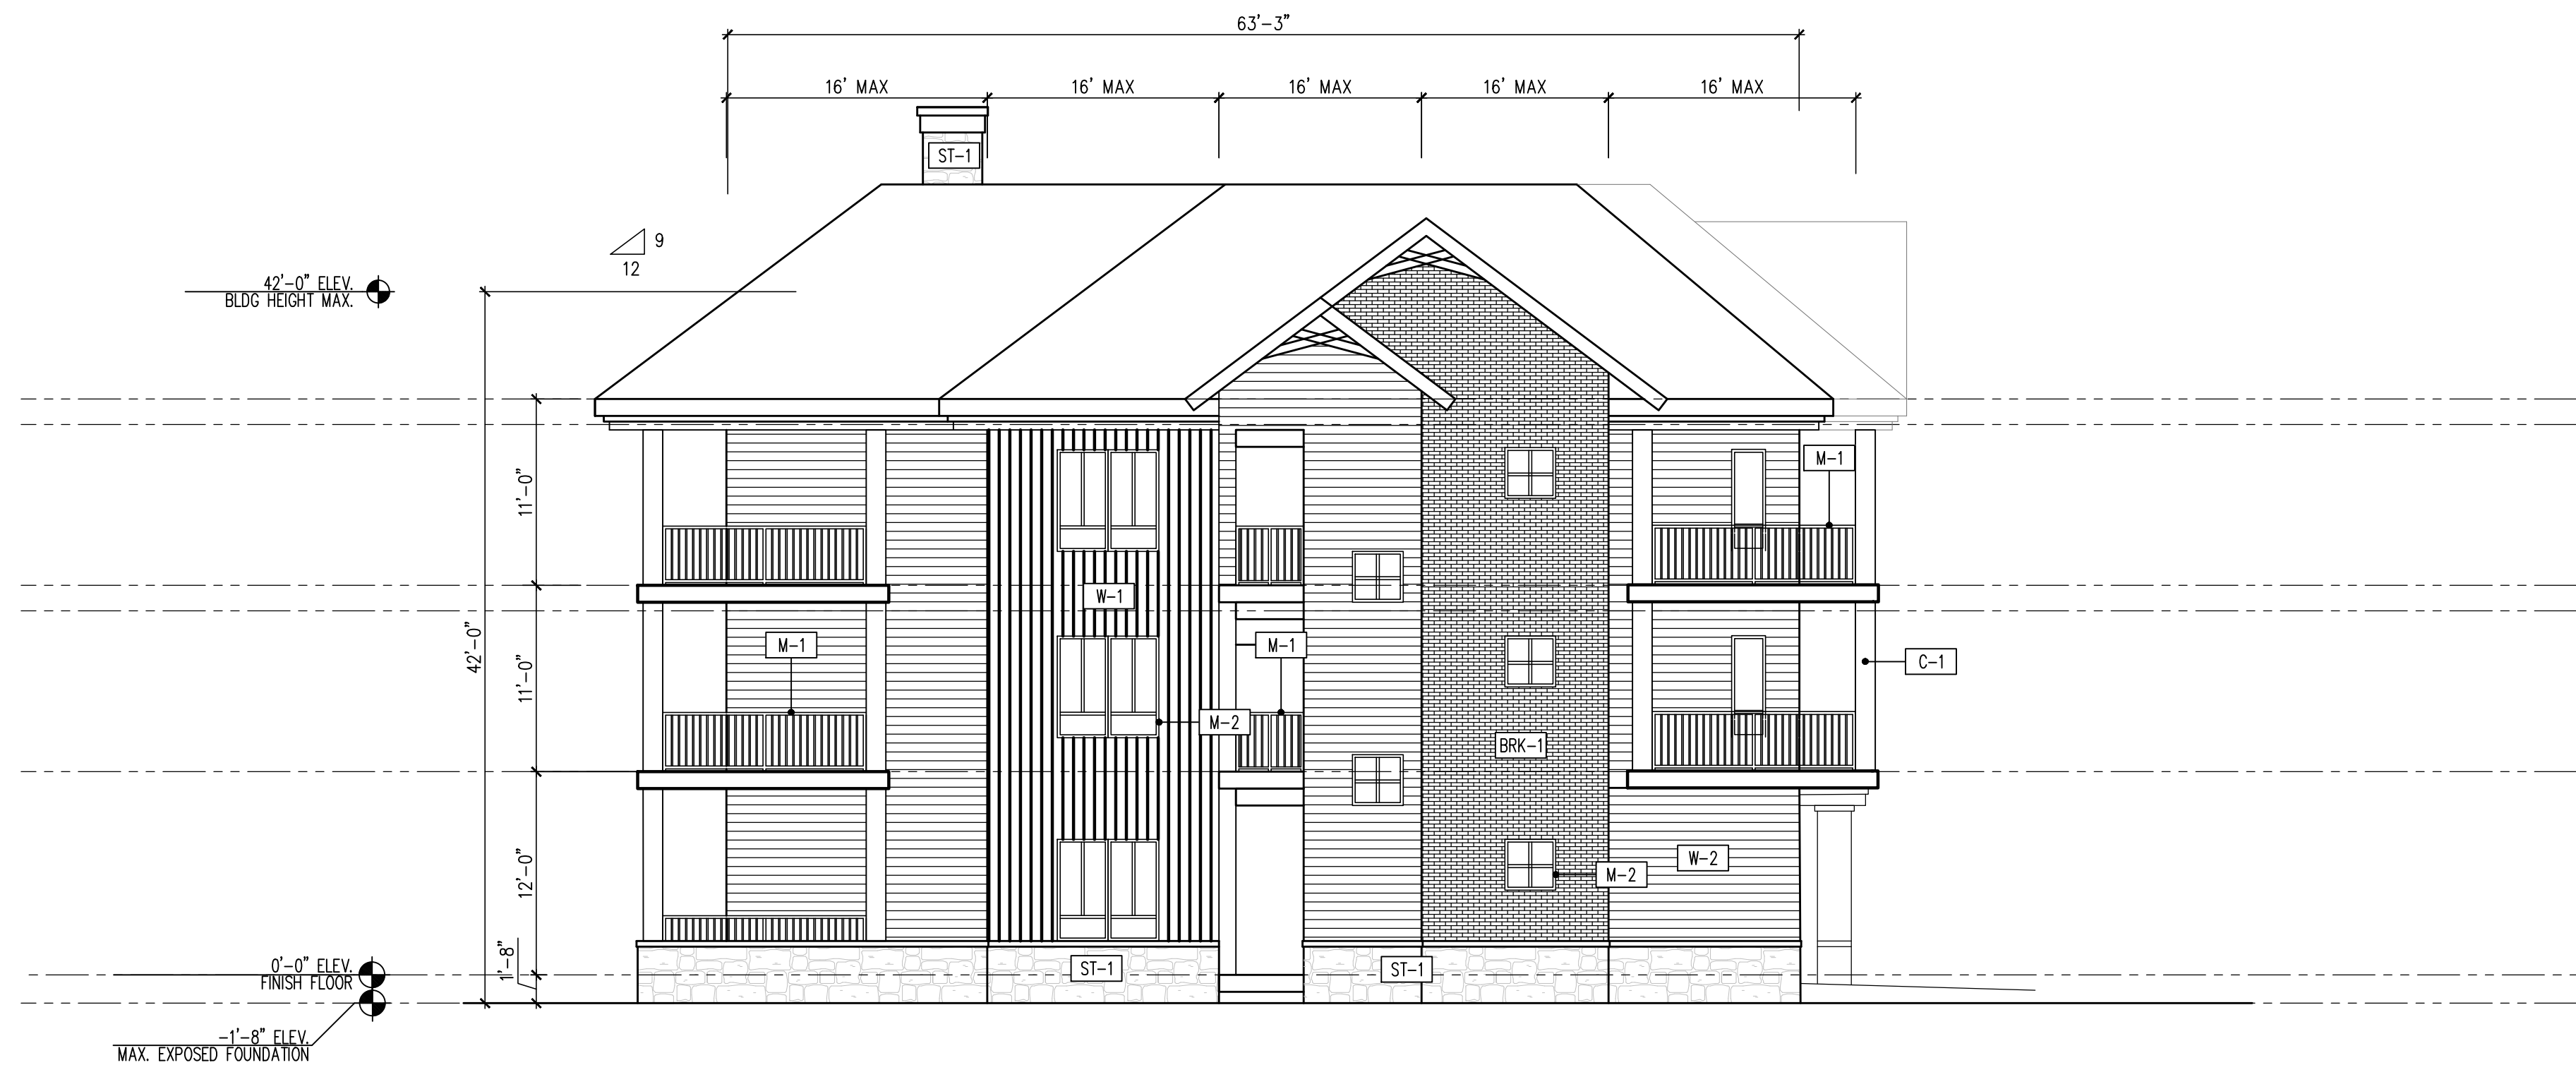 63'-3"
16' MAX
16' MAX
16' MAX
16' MAX
16' MAX
ST-1
9
12
42'-0" ELEV.
BLDG HEIGHT MAX.
M-1
11'-0"
W-1
M-1
M-1
42'-0"
11'-0"
C-1
M-2
BRK-1
12'-0"
W-2
M-2
1'-8"
0'-0" ELEV.
FINISH FLOOR
ST-1
ST-1
-1'-8" ELEV.
MAX. EXPOSED FOUNDATION